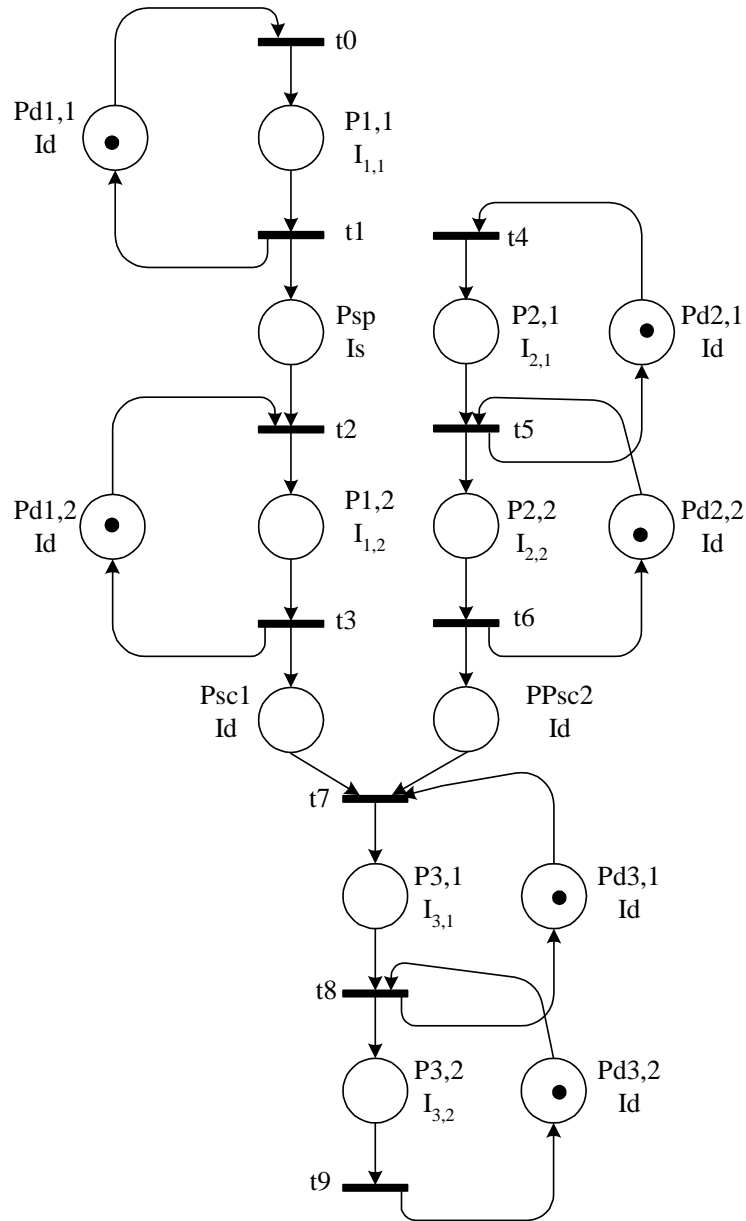 t0
Pd1,1
Id
P1,1
I1,1
t1
t4
Psp
Is
P2,1
I2,1
Pd2,1
Id
t2
t5
Pd1,2
Id
P1,2
I1,2
P2,2
I2,2
Pd2,2
Id
t3
t6
Psc1
Id
PPsc2
Id
t7
P3,1
I3,1
Pd3,1
Id
t8
P3,2
I3,2
Pd3,2
Id
t9